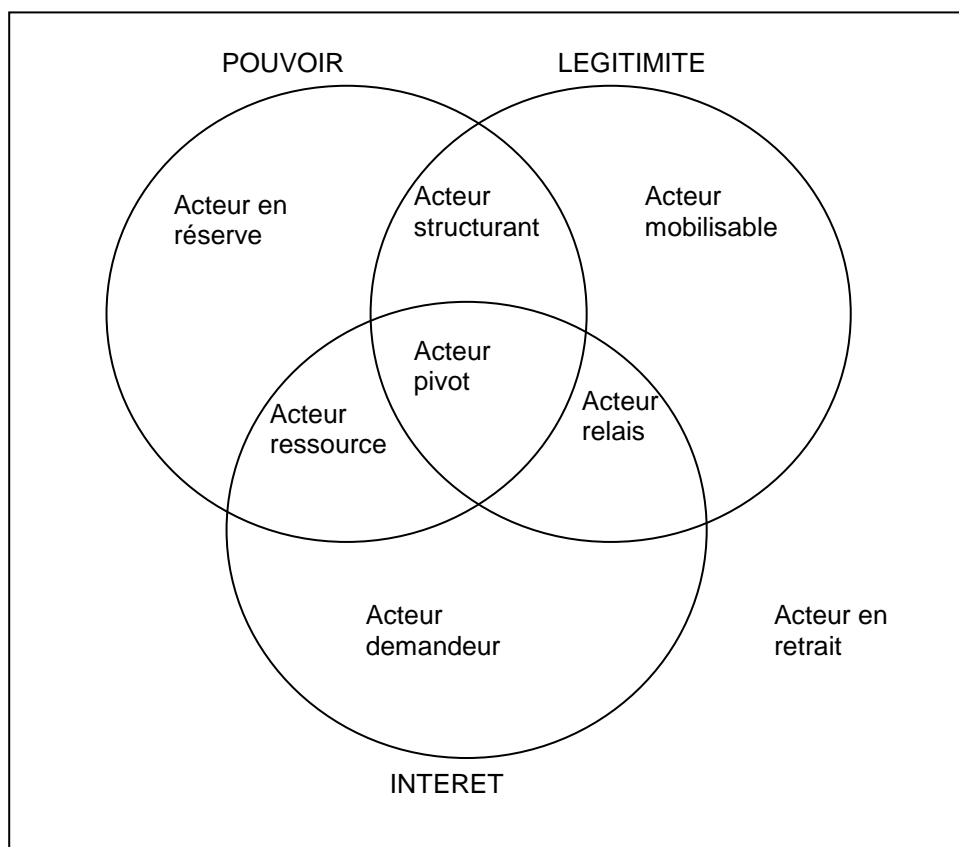 POUVOIR
LEGITIMITE
Acteur en
réserve
Acteur
structurant
Acteur
mobilisable
Acteur
pivot
Acteur
ressource
Acteur
relais
Acteur
demandeur
Acteur en
retrait
INTERET